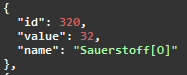 {
"id": 320,
"value": 32,
"name": "Sauerstoff[O]"
},
{